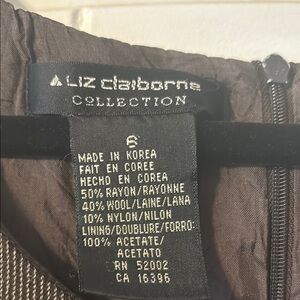 LIZ claiborne
COLLECTION
6
MADE IN KOREA
FAIT EN COREE
HECHO EN COREA
50% RAYON/RAYONNE
40% WOOL/LAINE/LANA
10% NYLON/NILON
LINING/DOUBLURE/FORRO:
100% ACETATE/
ACETATO
RN 52002
CA 16396